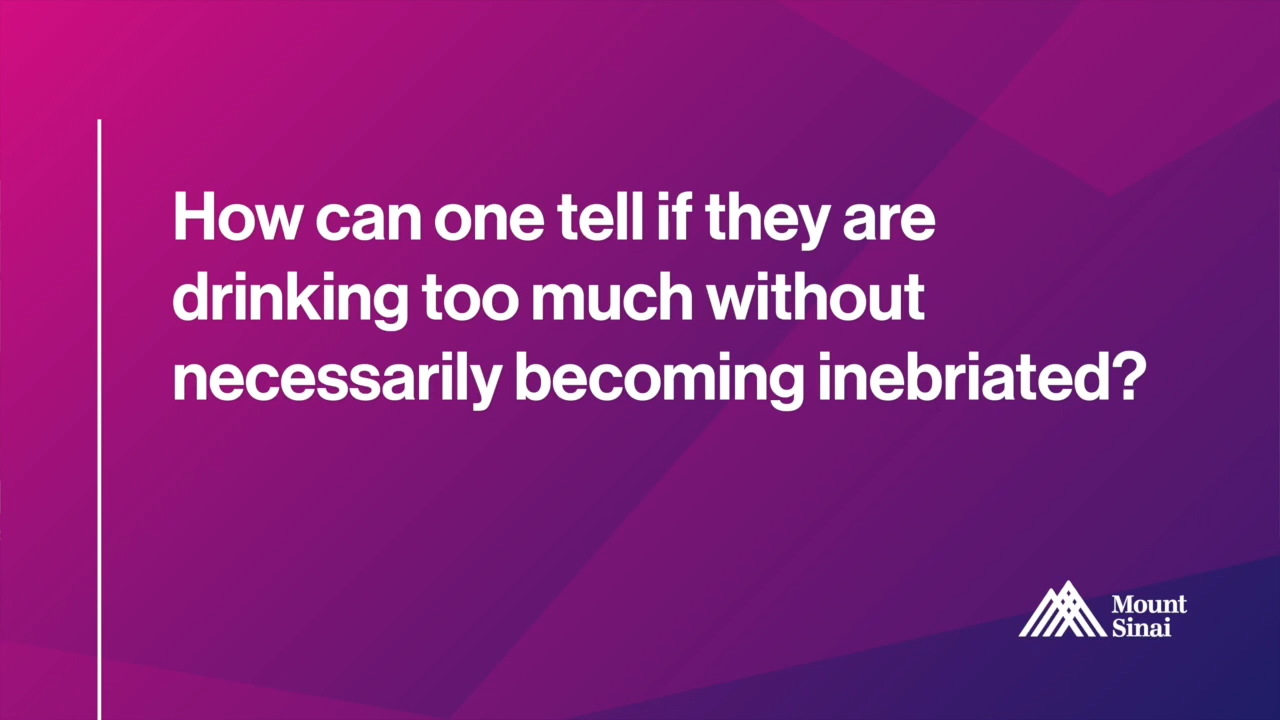 How can one tell if they are
drinking too much without
necessarily becoming inebriated?
Mount
Sinai